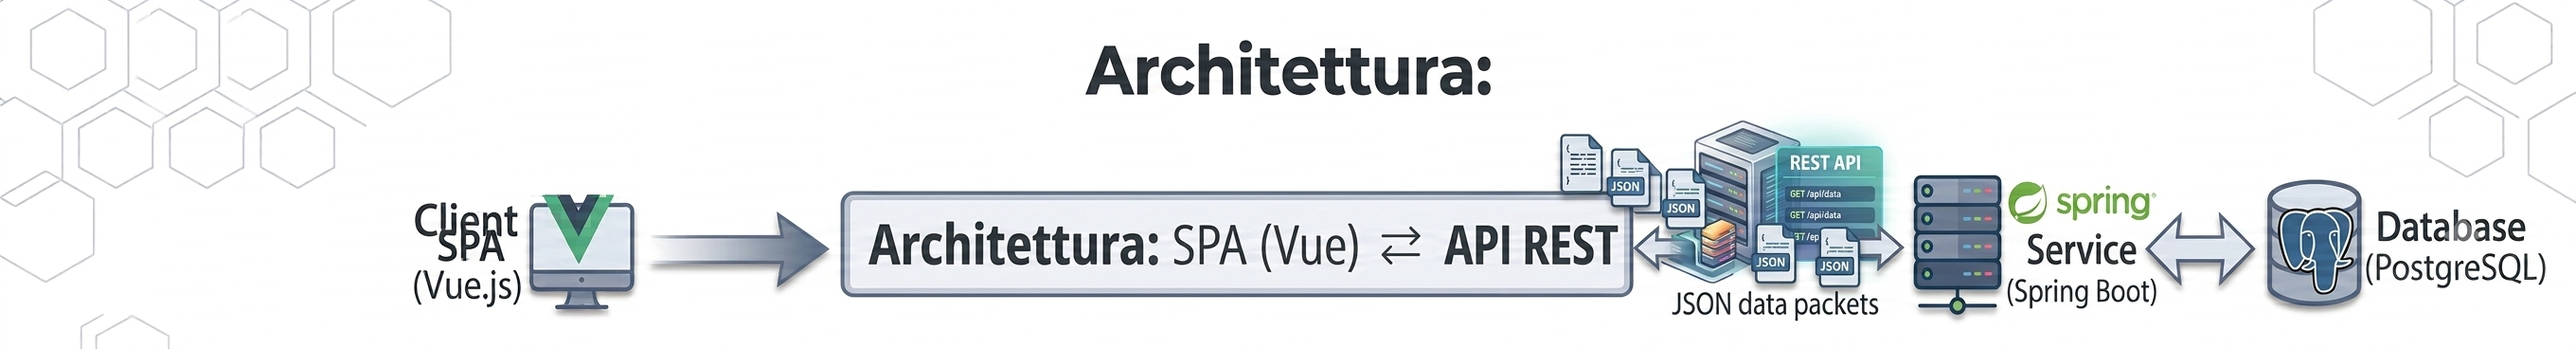 Architettura:
Client
SPA
(Vue.js)
Architettura: SPA (Vue) ⇄ API REST
JSON
JSON
REST API
GET /api/data
GET /api/data
JSON
JSON
JSON data packets
spring
Service
(Spring Boot)
Database
(PostgreSQL)